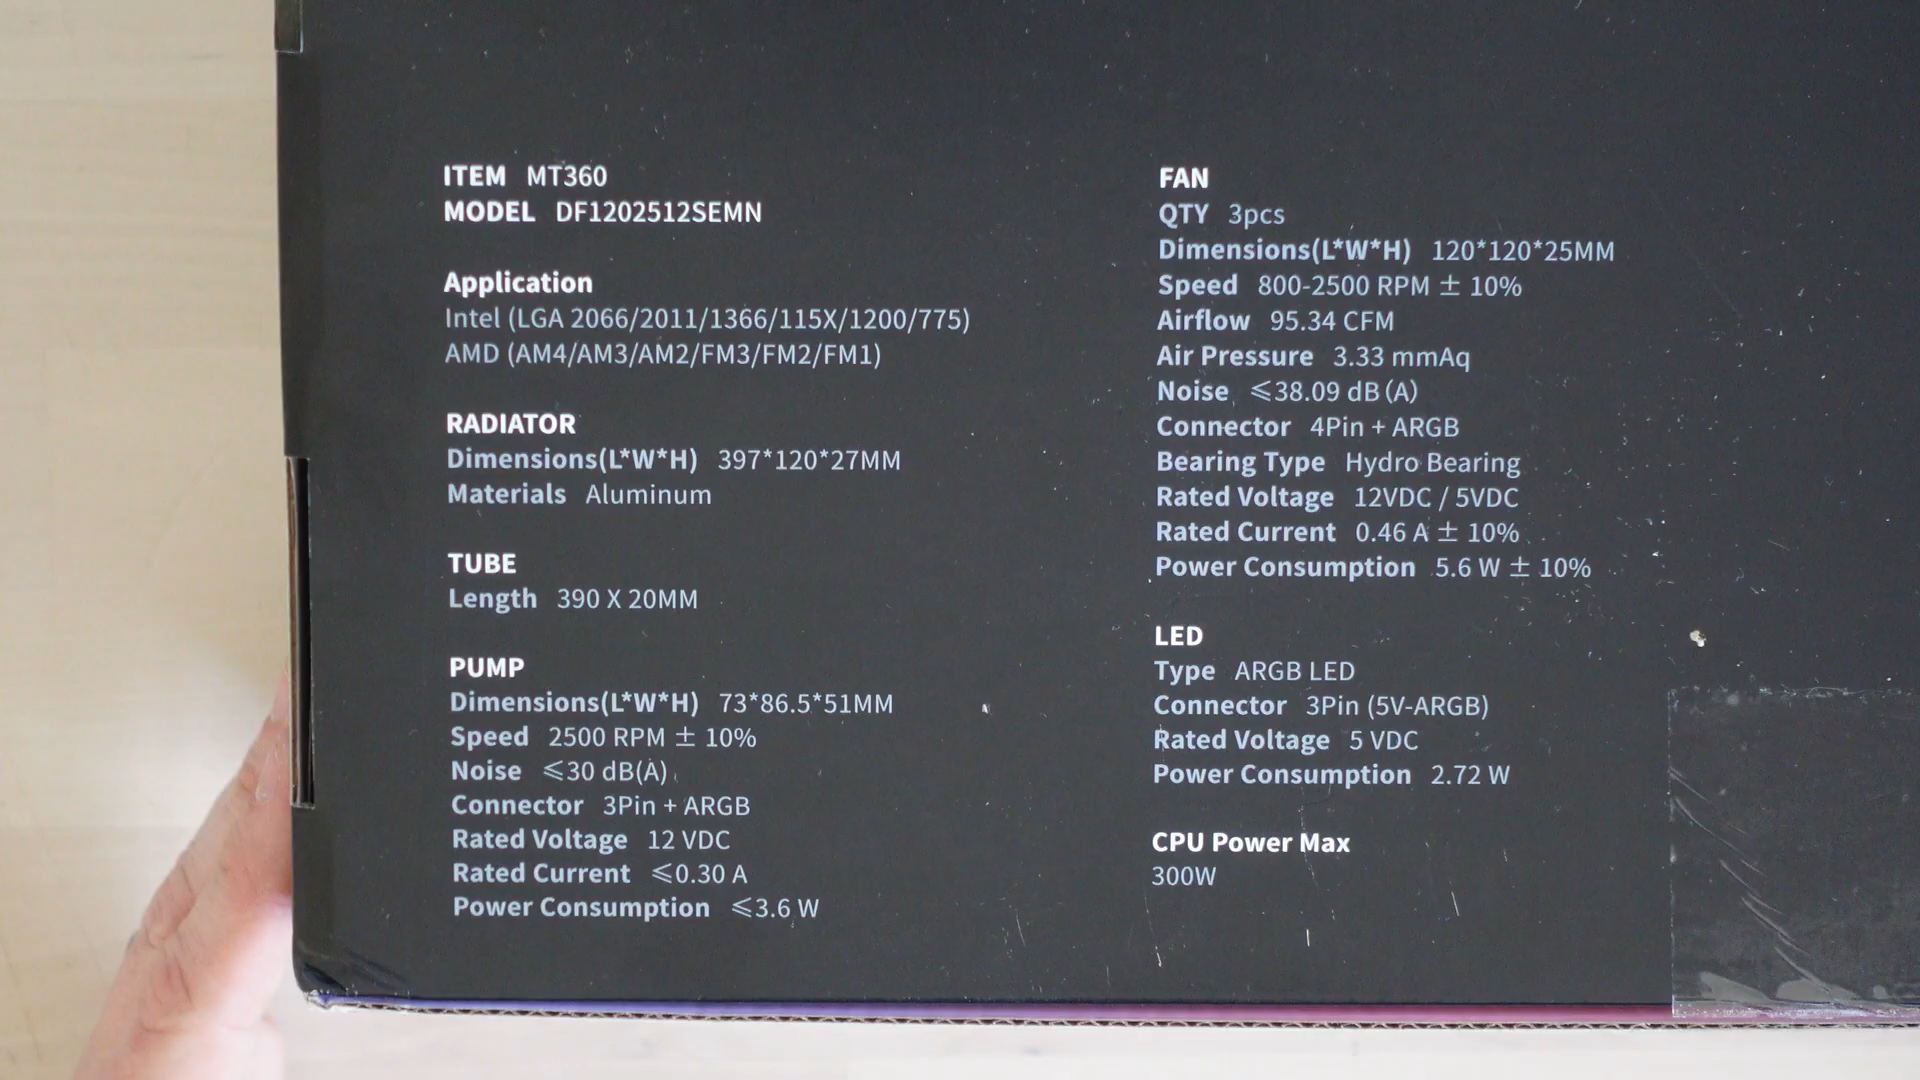 ITEM MT360
MODEL DF1202512SEMN
Application
Intel (LGA 2066/2011/1366/115X/1200/775)
AMD (AM4/AM3/AM2/FM3/FM2/FM1)
RADIATOR
Dimensions(L*W*H) 397*120*27MM
Materials Aluminum
TUBE
Length 390 X 20MM
PUMP
Dimensions(L*W*H) 73*86.5*51MM
Speed 2500 RPM ± 10%
Noise ⩽30 dB(A)
Connector 3Pin + ARGB
Rated Voltage 12 VDC
Rated Current ⩽0.30 A
Power Consumption ⩽3.6 W
FAN
QTY 3pcs
Dimensions(L*W*H) 120*120*25MM
Speed 800-2500 RPM ± 10%
Airflow 95.34 CFM
Air Pressure 3.33 mmAq
Noise ⩽38.09 dB (A)
Connector 4Pin + ARGB
Bearing Type Hydro Bearing
Rated Voltage 12VDC / 5VDC
Rated Current 0.46 A ± 10%
Power Consumption 5.6 W ± 10%
LED
Type ARGB LED
Connector 3Pin (5V-ARGB)
Rated Voltage 5 VDC
Power Consumption 2.72 W
CPU Power Max
300W